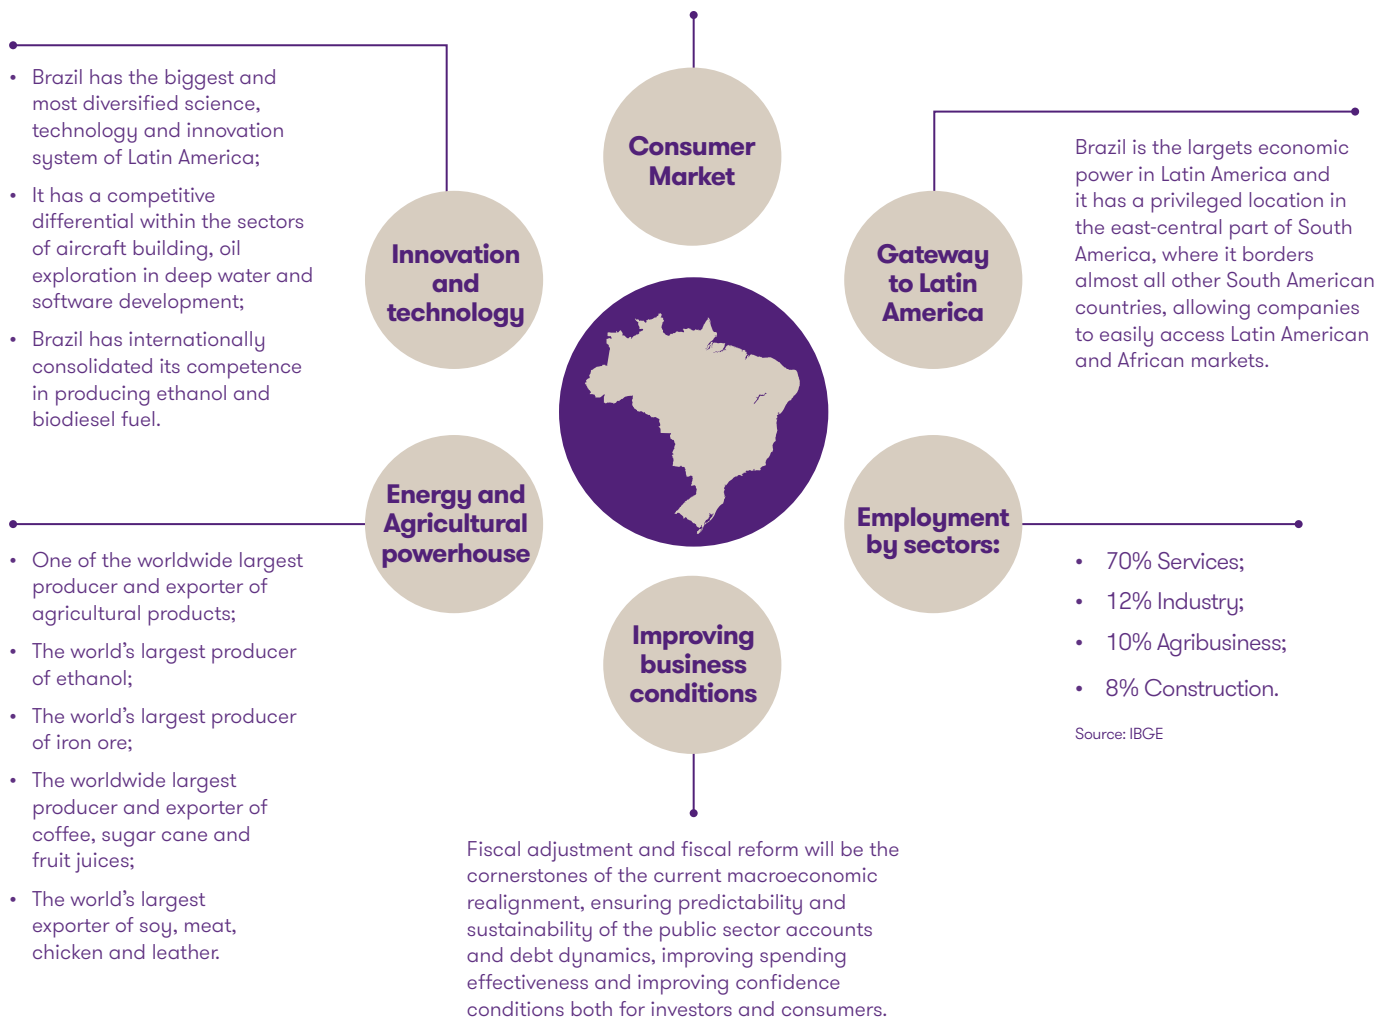 Consumer
Market
Innovation
and
technology
• Brazil has the biggest and
most diversified science,
technology and innovation
system of Latin America;
• It has a competitive
differential within the sectors
of aircraft building, oil
exploration in deep water and
software development;
• Brazil has internationally
consolidated its competence
in producing ethanol and
biodiesel fuel.
Gateway
to Latin
America
Brazil is the largets economic
power in Latin America and
it has a privileged location in
the east-central part of South
America, where it borders
almost all other South American
countries, allowing companies
to easily access Latin American
and African markets.
Energy and
Agricultural
powerhouse
• One of the worldwide largest
producer and exporter of
agricultural products;
• The world’s largest producer
of ethanol;
• The world’s largest producer
of iron ore;
• The worldwide largest
producer and exporter of
coffee, sugar cane and
fruit juices;
• The world’s largest
exporter of soy, meat,
chicken and leather.
Employment
by sectors:
• 70% Services;
• 12% Industry;
• 10% Agribusiness;
• 8% Construction.
Source: IBGE
Improving
business
conditions
Fiscal adjustment and fiscal reform will be the
cornerstones of the current macroeconomic
realignment, ensuring predictability and
sustainability of the public sector accounts
and debt dynamics, improving spending
effectiveness and improving confidence
conditions both for investors and consumers.